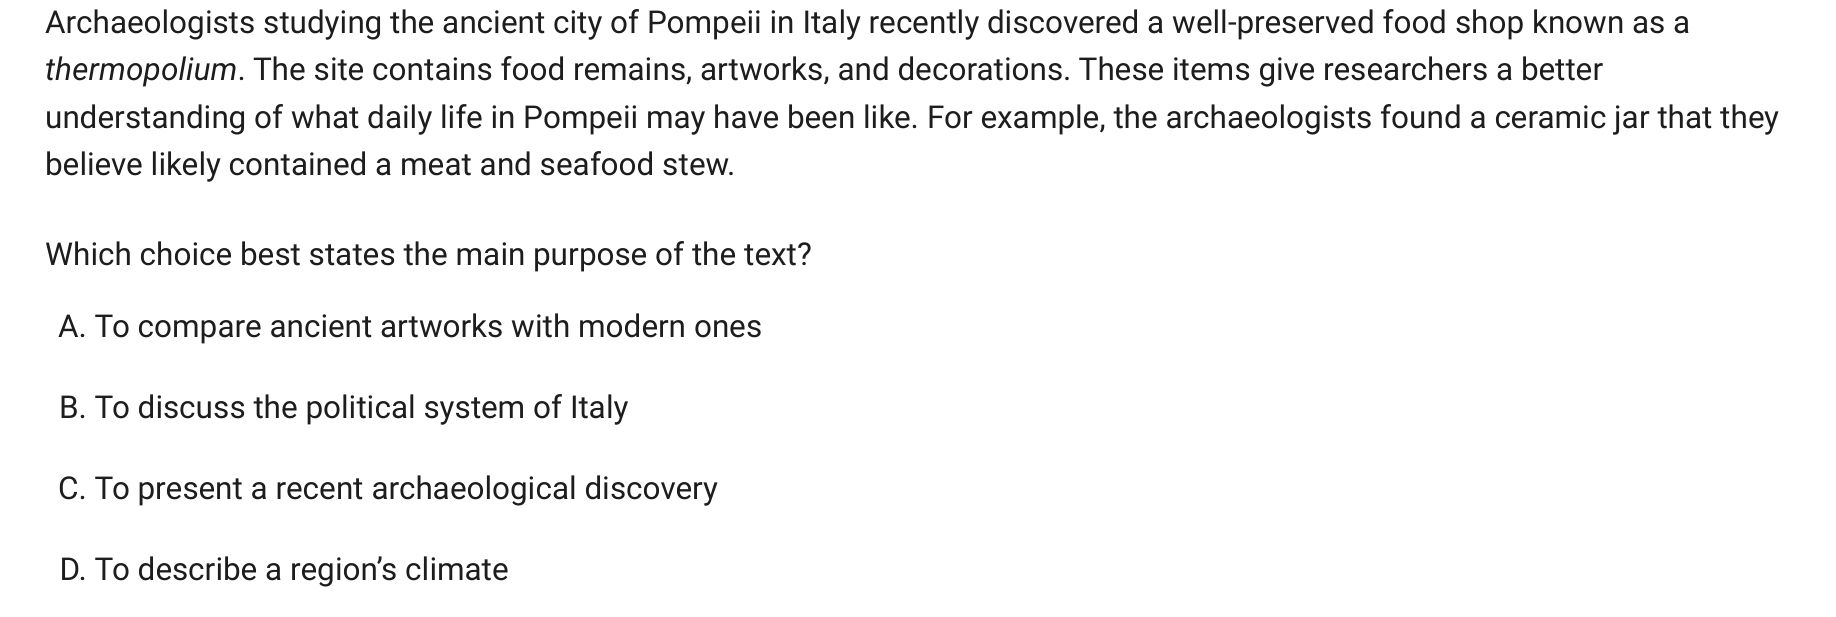 Archaeologists studying the ancient city of Pompeii in Italy recently discovered a well-preserved food shop known as a
thermopolium. The site contains food remains, artworks, and decorations. These items give researchers a better
understanding of what daily life in Pompeii may have been like. For example, the archaeologists found a ceramic jar that they
believe likely contained a meat and seafood stew.
Which choice best states the main purpose of the text?
A. To compare ancient artworks with modern ones
B. To discuss the political system of Italy
C. To present a recent archaeological discovery
D. To describe a region’s climate